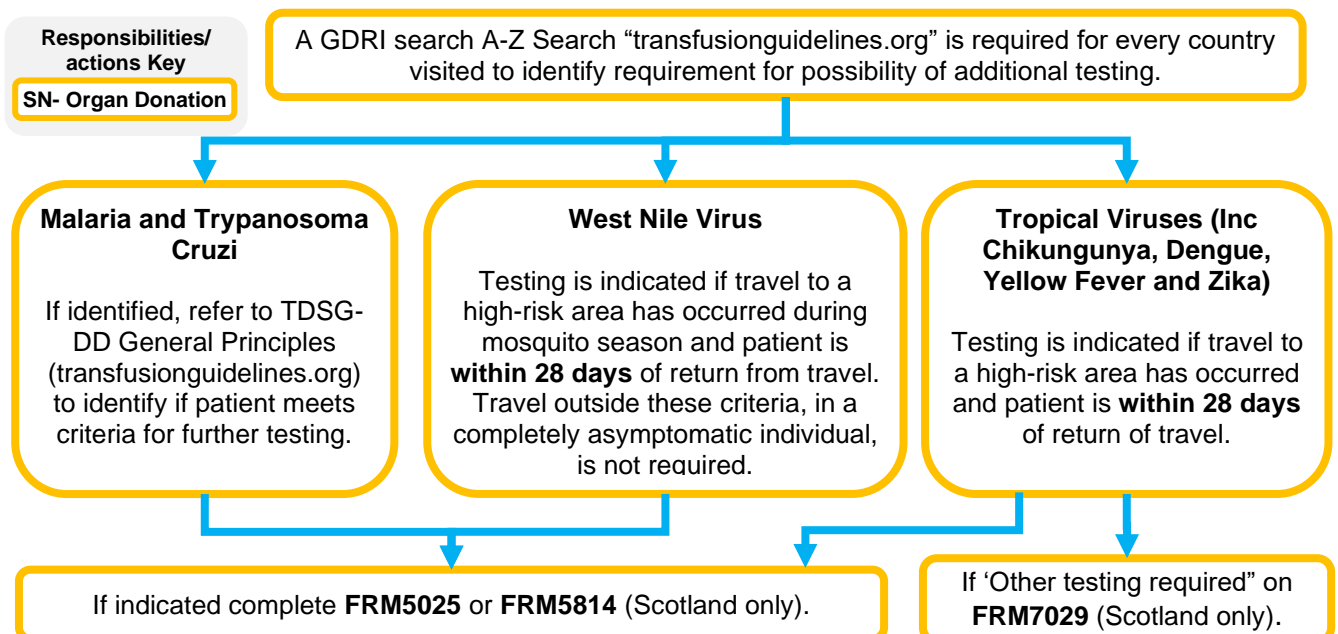 Responsibilities/
actions Key
SN- Organ Donation
A GDRI search A-Z Search “transfusionguidelines.org” is required for every country
visited to identify requirement for possibility of additional testing.
Malaria and Trypanosoma
Cruzi
If identified, refer to TDSG-
DD General Principles
(transfusionguidelines.org)
to identify if patient meets
criteria for further testing.
West Nile Virus
Testing is indicated if travel to a
high-risk area has occurred during
mosquito season and patient is
within 28 days of return from travel.
Travel outside these criteria, in a
completely asymptomatic individual,
is not required.
Tropical Viruses (Inc
Chikungunya, Dengue,
Yellow Fever and Zika)
Testing is indicated if travel to
a high-risk area has occurred
and patient is within 28 days
of return of travel.
If indicated complete FRM5025 or FRM5814 (Scotland only).
If ‘Other testing required” on
FRM7029 (Scotland only).